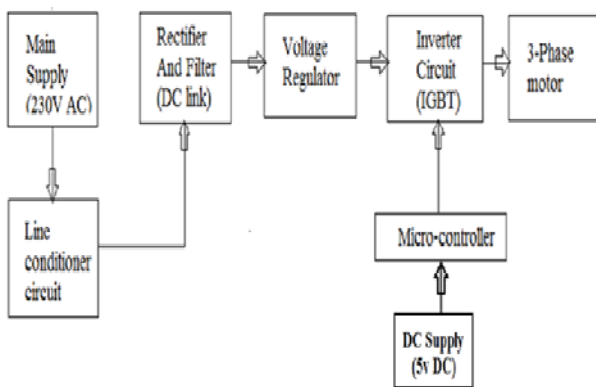 Main
Supply
(230V AC)
Rectifier
And Filter
(DC link)
Voltage
Regulator
Inverter
Circuit
(IGBT)
3-Phase
motor
Line
conditioner
circuit
Micro-controller
DC Supply
(5v DC)